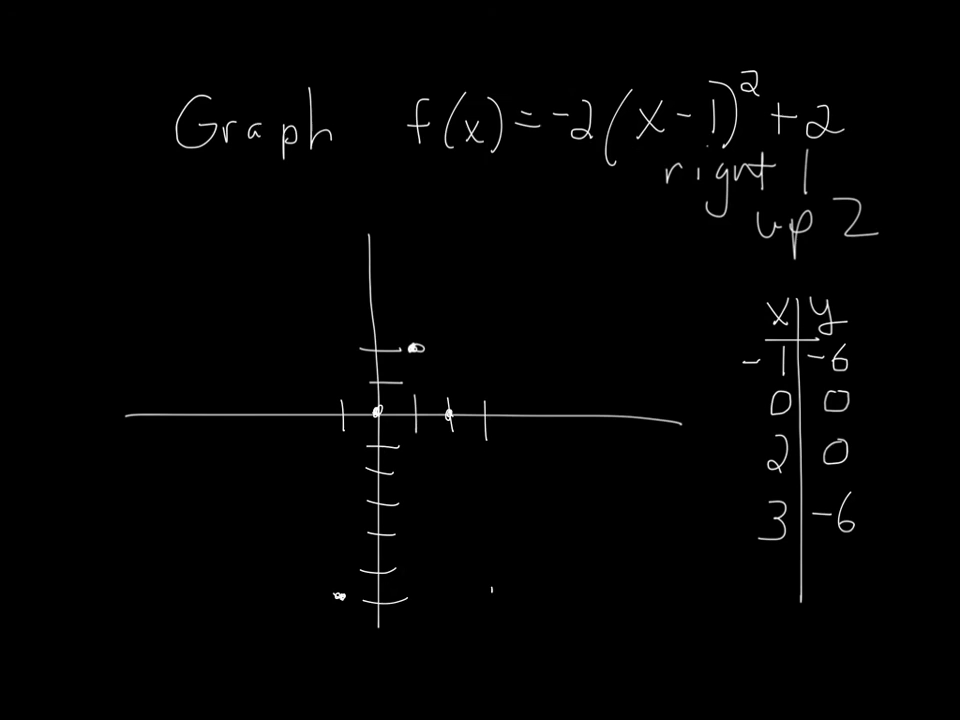 Graph f(x)=-2(x-1)²+2
right 1
up 2
x y
-1 -6
0 0
2 0
3 -6